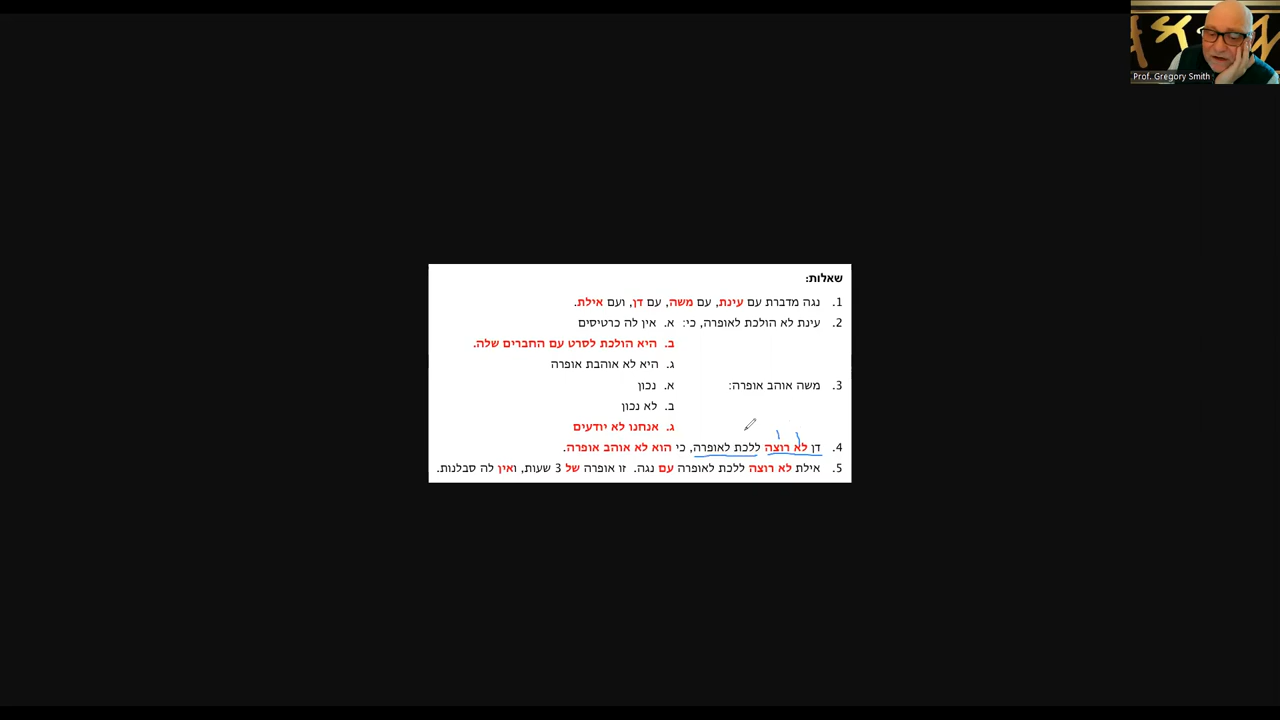 Prof. Gregory Smith
שאלות:
1. נגה מדברת עם עינת, עם משה, עם דן, ועם אילת.
2. עינת לא הולכת לאופרה, כי: א. אין לה כרטיסים
ב. היא הולכת לסרט עם החברים שלה.
ג. היא לא אוהבת אופרה
3. משה אוהב אופרה: א. נכון
ב. לא נכון
ג. אנחנו לא יודעים
4. דן לא רוצה ללכת לאופרה, כי הוא לא אוהב אופרה.
5. אילת לא רוצה ללכת לאופרה עם נגה. זו אופרה של 3 שעות, ואין לה סבלנות.